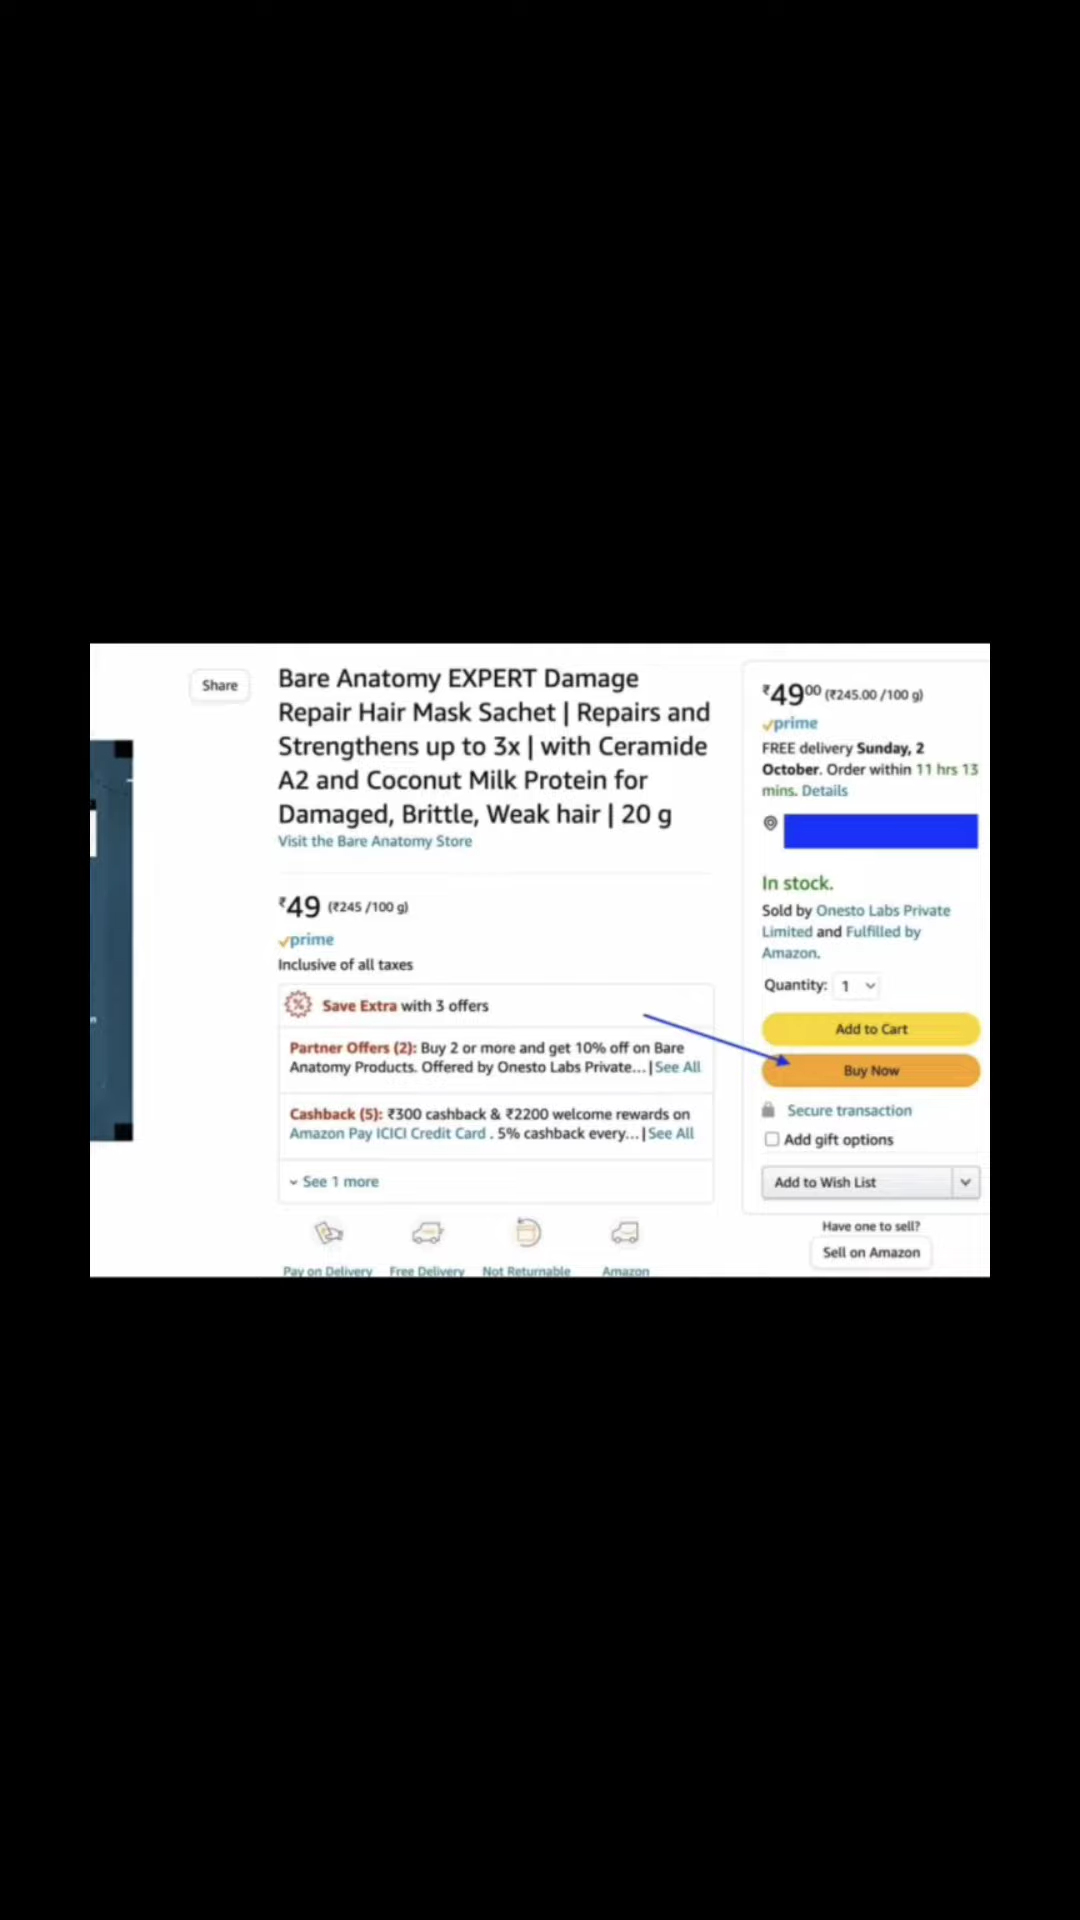 Share
Bare Anatomy EXPERT Damage
Repair Hair Mask Sachet | Repairs and
Strengthens up to 3x | with Ceramide
A2 and Coconut Milk Protein for
Damaged, Brittle, Weak hair | 20 g
Visit the Bare Anatomy Store
₹49 (₹245 /100 g)
prime
Inclusive of all taxes
Save Extra with 3 offers
Partner Offers (2): Buy 2 or more and get 10% off on Bare
Anatomy Products. Offered by Onesto Labs Private... | See All
Cashback (5): ₹300 cashback & ₹2200 welcome rewards on
Amazon Pay ICICI Credit Card . 5% cashback every... | See All
See 1 more
Pay on Delivery
Free Delivery
Not Returnable
Amazon
₹49⁰⁰ (₹245.00 /100 g)
prime
FREE delivery Sunday, 2
October. Order within 11 hrs 13
mins. Details
In stock.
Sold by Onesto Labs Private
Limited and Fulfilled by
Amazon.
Quantity: 1
Add to Cart
Buy Now
Secure transaction
Add gift options
Add to Wish List
Have one to sell?
Sell on Amazon